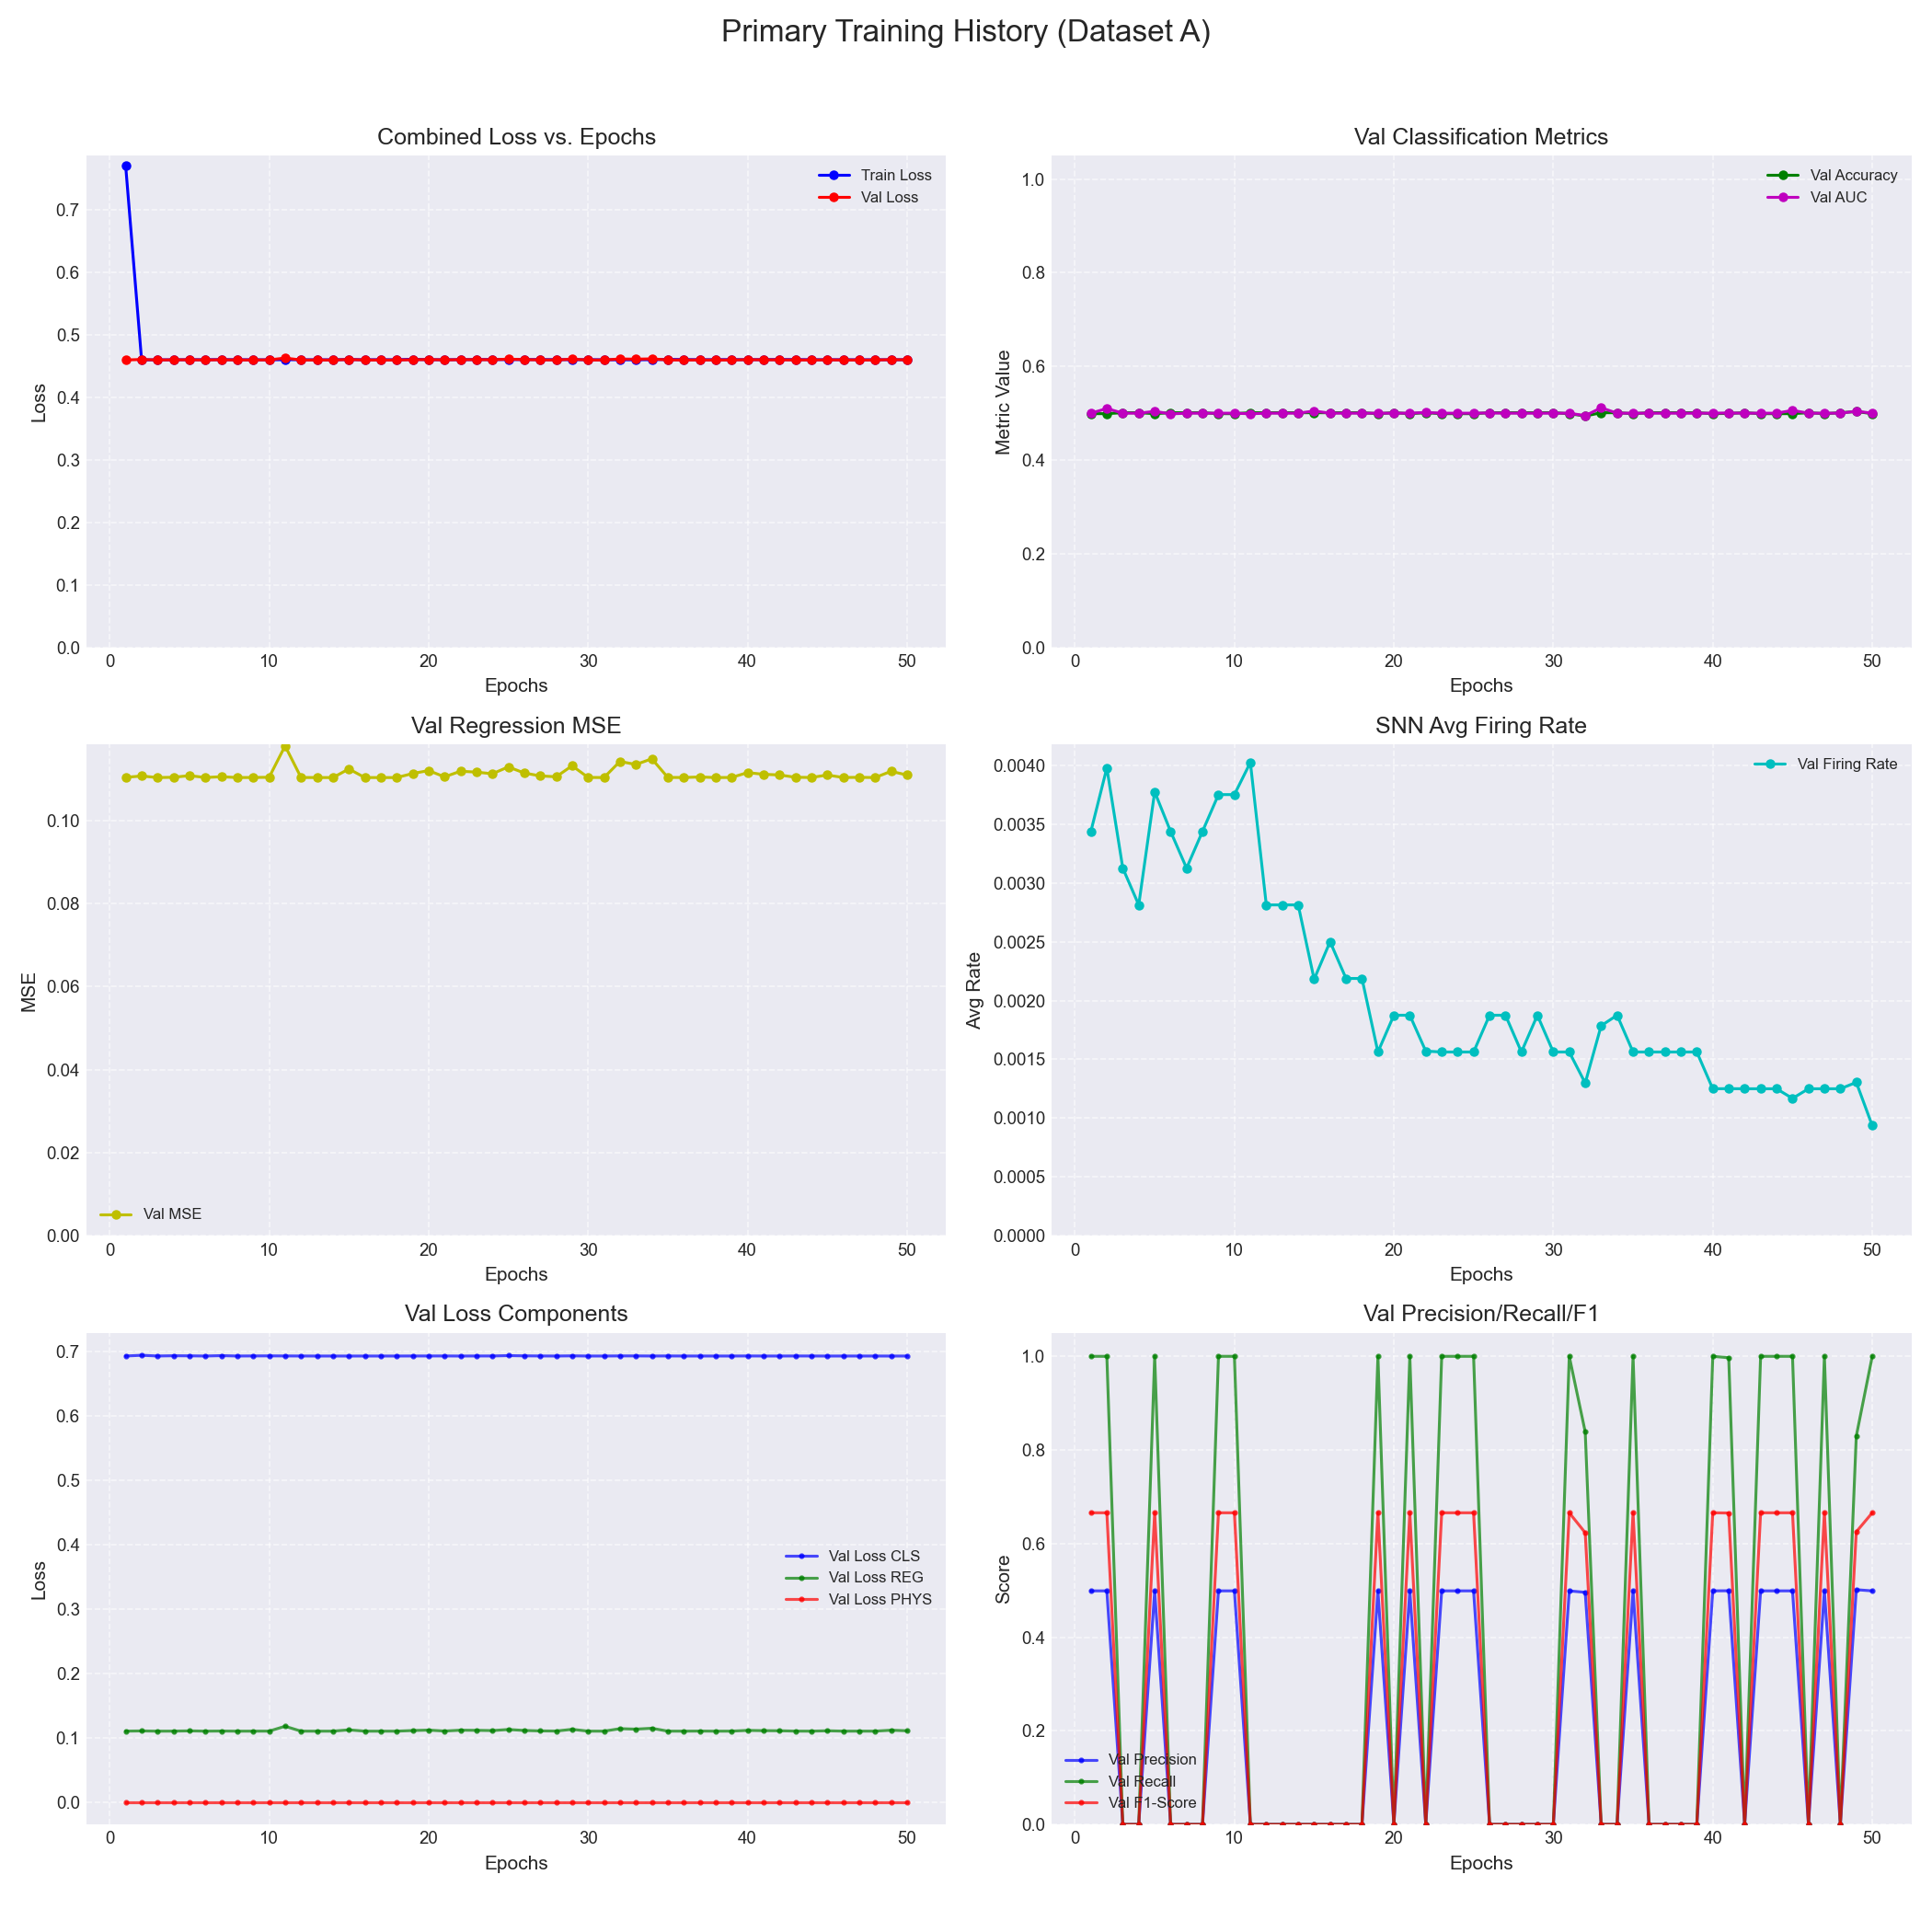 Primary Training History (Dataset A)
Combined Loss vs. Epochs
Train Loss
Val Loss
0.7
0.6
0.5
0.4
0.3
0.2
0.1
0.0
Loss
0 10 20 30 40 50
Epochs
Val Classification Metrics
Val Accuracy
Val AUC
1.0
0.8
0.6
0.4
0.2
0.0
Metric Value
0 10 20 30 40 50
Epochs
Val Regression MSE
0.10
0.08
0.06
0.04
0.02
0.00
MSE
Val MSE
0 10 20 30 40 50
Epochs
SNN Avg Firing Rate
Val Firing Rate
0.0040
0.0035
0.0030
0.0025
0.0020
0.0015
0.0010
0.0005
0.0000
Avg Rate
0 10 20 30 40 50
Epochs
Val Loss Components
0.7
0.6
0.5
0.4
0.3
0.2
0.1
0.0
Loss
Val Loss CLS
Val Loss REG
Val Loss PHYS
0 10 20 30 40 50
Epochs
Val Precision/Recall/F1
1.0
0.8
0.6
0.4
0.2
0.0
Score
Val Precision
Val Recall
Val F1-Score
0 10 20 30 40 50
Epochs